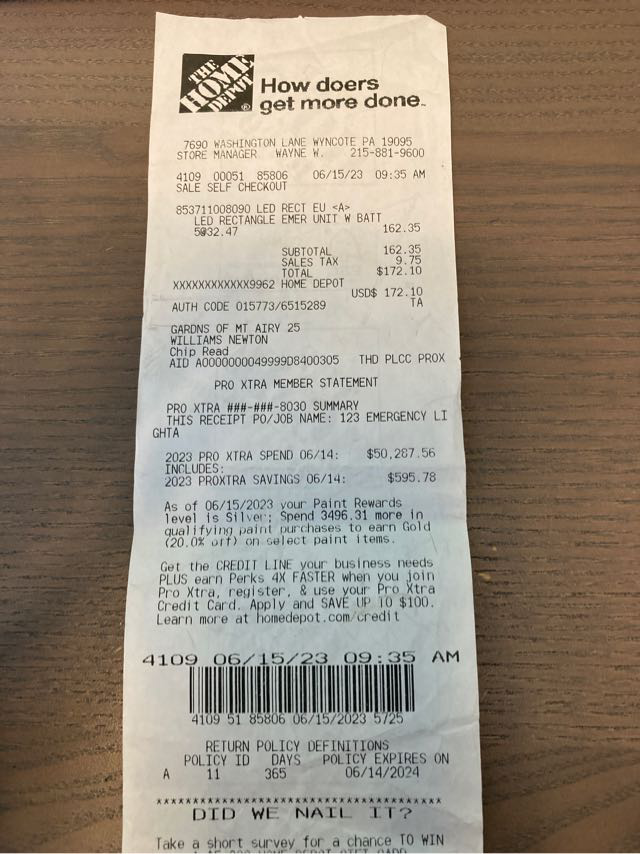 THE
HOME
DEPOT
®
How doers
get more done™
7690 WASHINGTON LANE WYNCOTE PA 19095
STORE MANAGER WAYNE W. 215-881-9600
4109 00051 85806 06/15/23 09:35 AM
SALE SELF CHECKOUT
853711008090 LED RECT EU <A>
LED RECTANGLE EMER UNIT W BATT
5@32.47 162.35
SUBTOTAL 162.35
SALES TAX 9.75
TOTAL $172.10
XXXXXXXXXXXX9962 HOME DEPOT
USD$ 172.10
AUTH CODE 015773/6515289 TA
GARDNS OF MT AIRY 25
WILLIAMS NEWTON
Chip Read
AID A0000000049999D8400305 THD PLCC PROX
PRO XTRA MEMBER STATEMENT
PRO XTRA ###-###-8030 SUMMARY
THIS RECEIPT PO/JOB NAME: 123 EMERGENCY LI
GHTA
2023 PRO XTRA SPEND 06/14: $50,287.56
INCLUDES:
2023 PROXTRA SAVINGS 06/14: $595.78
As of 06/15/2023 your Paint Rewards
level is Silver; Spend 3496.31 more in
qualifying paint purchases to earn Gold
(20.0% off) on select paint items.
Get the CREDIT LINE your business needs
PLUS earn Perks 4X FASTER when you join
Pro Xtra, register, & use your Pro Xtra
Credit Card. Apply and SAVE UP TO $100.
Learn more at homedepot.com/credit
4109 06/15/23 09:35 AM
4109 51 85806 06/15/2023 5725
RETURN POLICY DEFINITIONS
POLICY ID DAYS POLICY EXPIRES ON
A 11 365 06/14/2024
****************************************
DID WE NAIL IT?
Take a short survey for a chance TO WIN